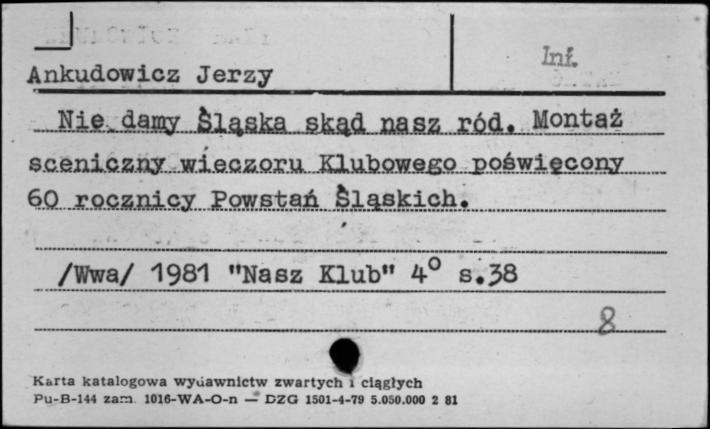 Inf.
Ankudowicz Jerzy
Nie damy Śląska skąd nasz ród. Montaż
sceniczny wieczoru Klubowego poświęcony
60 rocznicy Powstań Śląskich.
/Wwa/ 1981 "Nasz Klub" 4° s.38
8
Karta katalogowa wydawnictw zwartych i ciągłych
Pu-B-144 zam. 1016-WA-O-n — DZG 1501-4-79 5.050.000 2 81